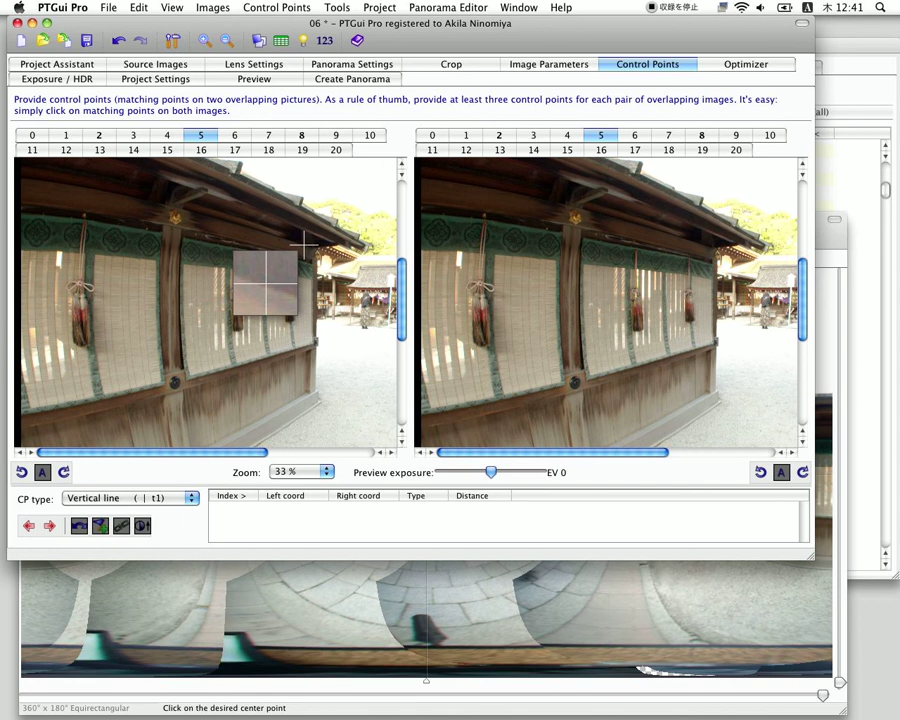 PTGui Pro File Edit View Images Control Points Tools Project Panorama Editor Window Help 収録を停止 A 木 12:41
06 * – PTGui Pro registered to Akila Ninomiya
123
Project Assistant Source Images Lens Settings Panorama Settings Crop Image Parameters Control Points Optimizer
Exposure / HDR Project Settings Preview Create Panorama
all)
Provide control points (matching points on two overlapping pictures). As a rule of thumb, provide at least three control points for each pair of overlapping images. It's easy:
simply click on matching points on both images.
0 1 2 3 4 5 6 7 8 9 10 0 1 2 3 4 5 6 7 8 9 10
11 12 13 14 15 16 17 18 19 20 11 12 13 14 15 16 17 18 19 20
A Zoom: 33 % Preview exposure: EV 0 A
CP type: Vertical line ( | t1) Index > Left coord Right coord Type Distance
360° x 180° Equirectangular Click on the desired center point